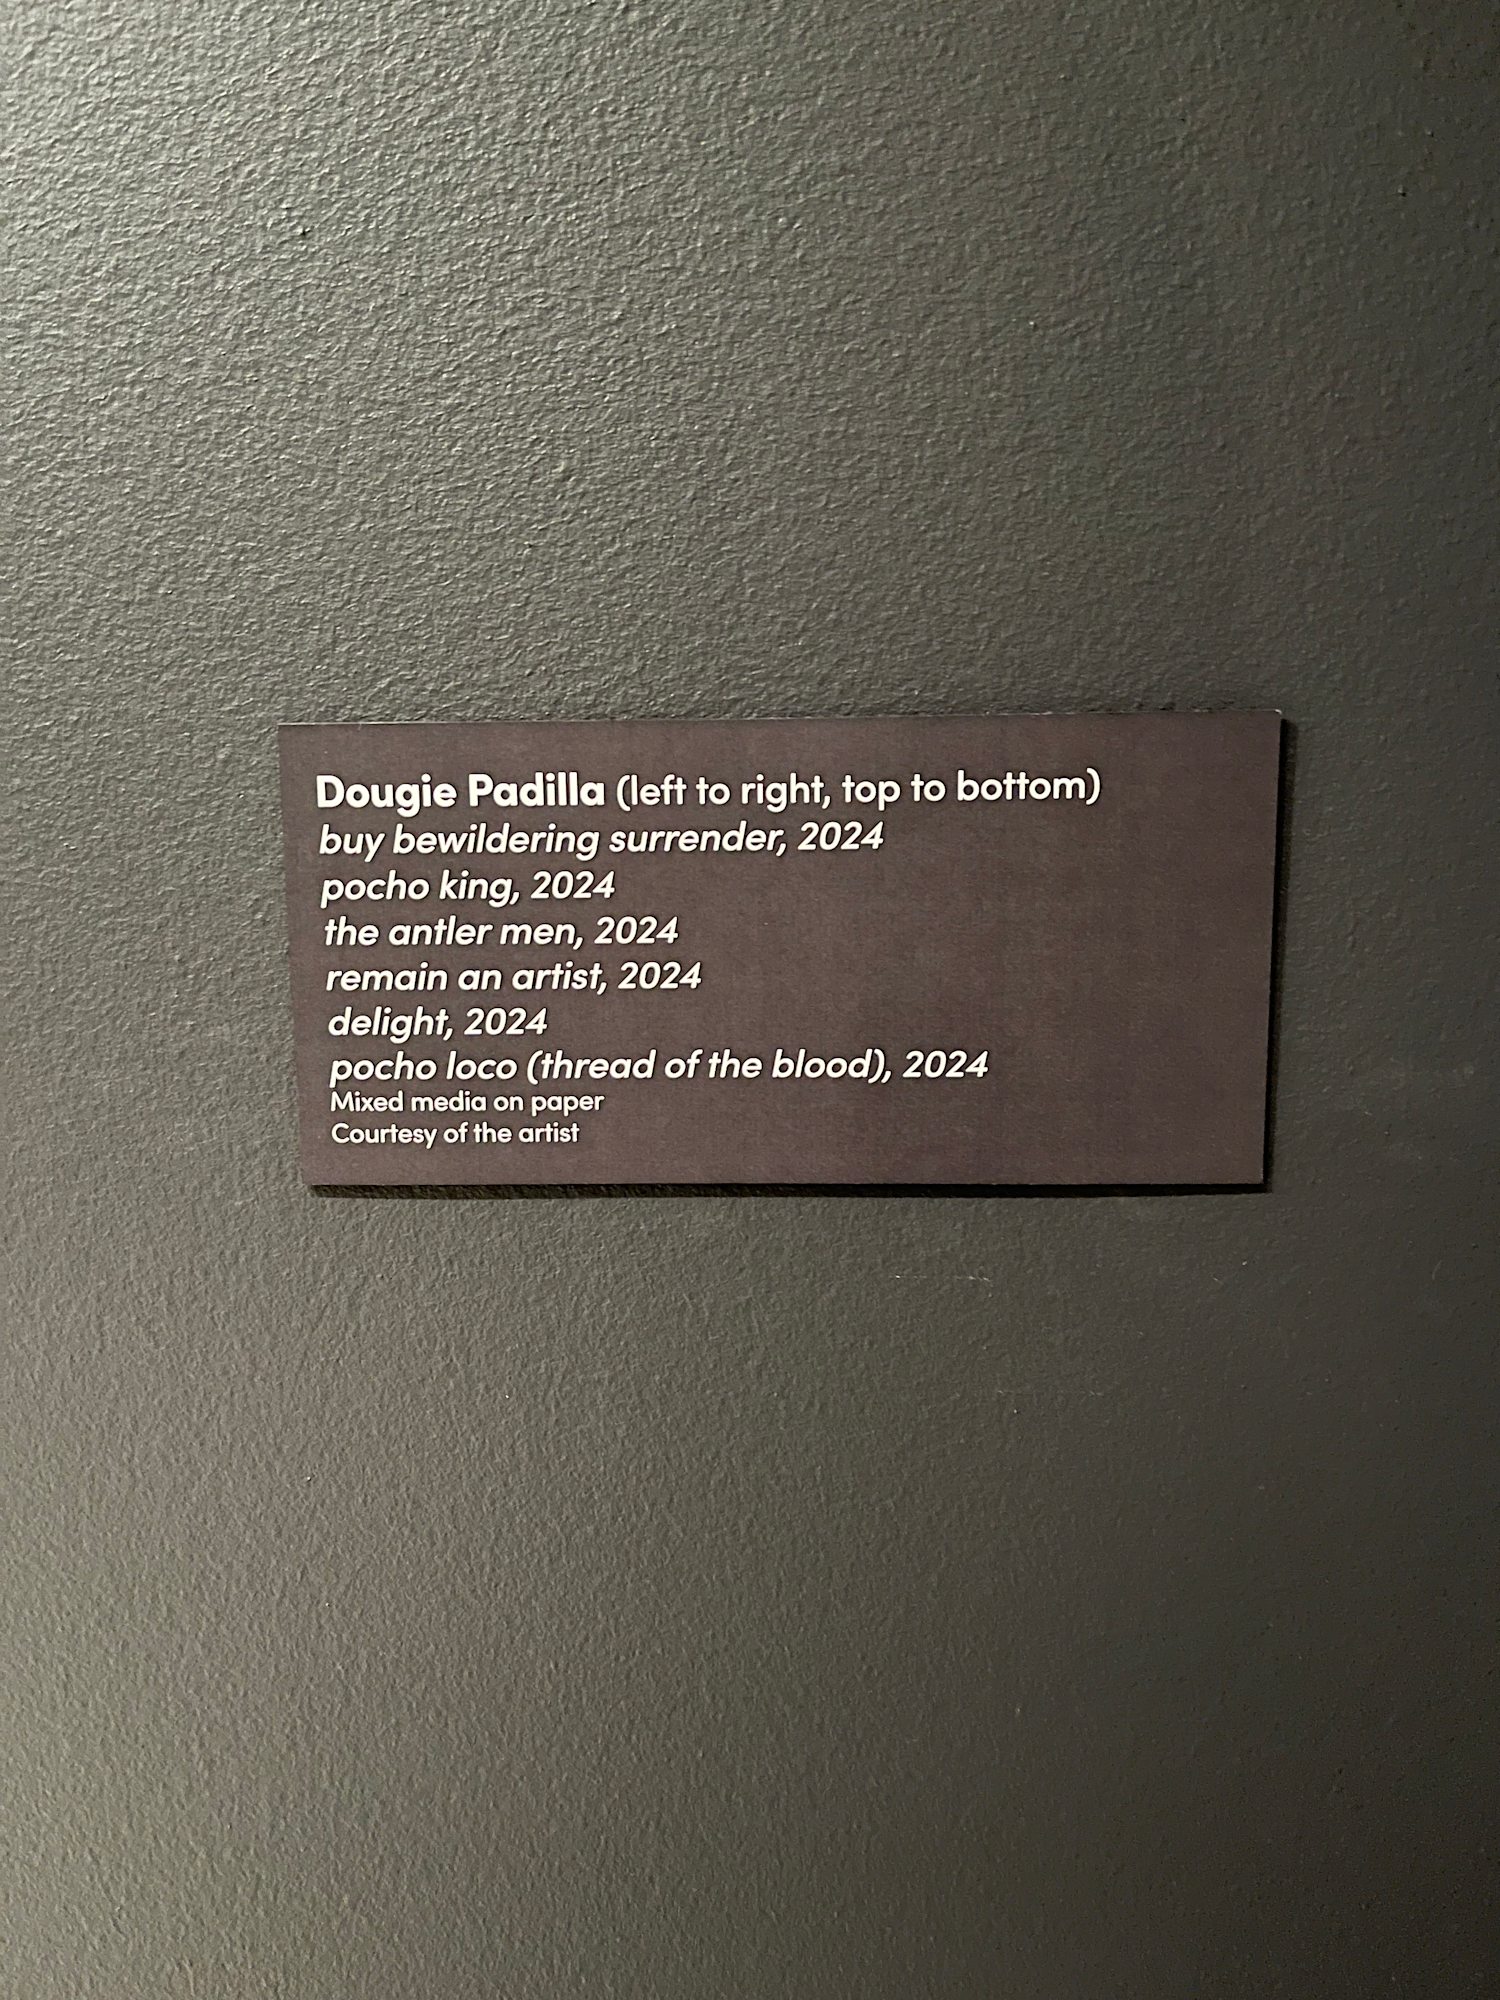 Dougie Padilla (left to right, top to bottom)
buy bewildering surrender, 2024
pocho king, 2024
the antler men, 2024
remain an artist, 2024
delight, 2024
pocho loco (thread of the blood), 2024
Mixed media on paper
Courtesy of the artist